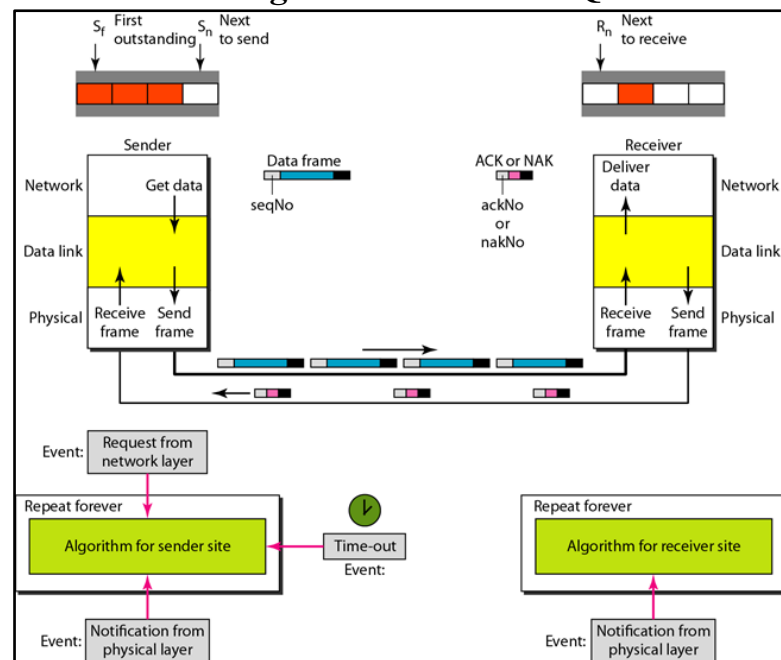 S_f First outstanding
S_n Next to send
R_n Next to receive
Sender
Receiver
Network
Get data
Data link
Physical
Receive frame
Send frame
Data frame
seqNo
ACK or NAK
ackNo
or
nakNo
Deliver data
Network
Data link
Receive frame
Send frame
Physical
Event:
Request from
network layer
Repeat forever
Algorithm for sender site
Time-out
Event:
Event:
Notification from
physical layer
Repeat forever
Algorithm for receiver site
Event:
Notification from
physical layer